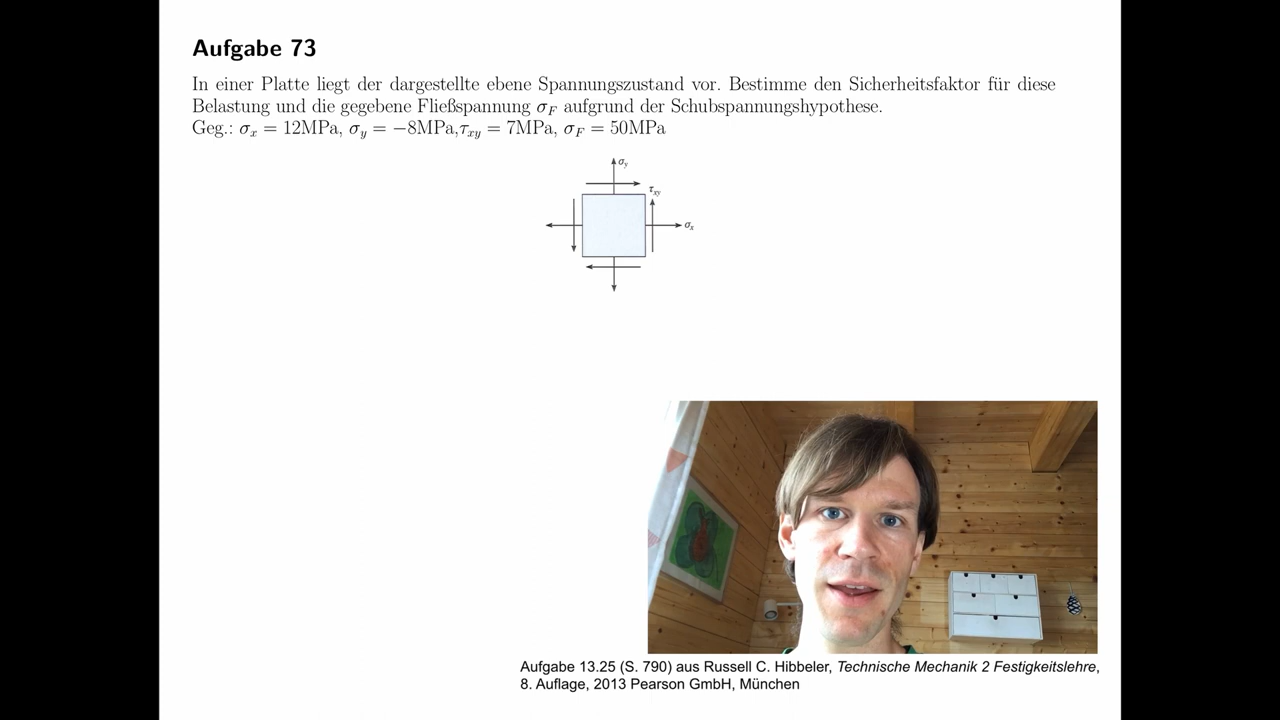 Aufgabe 73
In einer Platte liegt der dargestellte ebene Spannungszustand vor. Bestimme den Sicherheitsfaktor für diese
Belastung und die gegebene Fließspannung σ_F aufgrund der Schubspannungshypothese.
Geg.: σ_x = 12MPa, σ_y = −8MPa,τ_xy = 7MPa, σ_F = 50MPa
σ_y
τ_xy
σ_x
Aufgabe 13.25 (S. 790) aus Russell C. Hibbeler, Technische Mechanik 2 Festigkeitslehre,
8. Auflage, 2013 Pearson GmbH, München